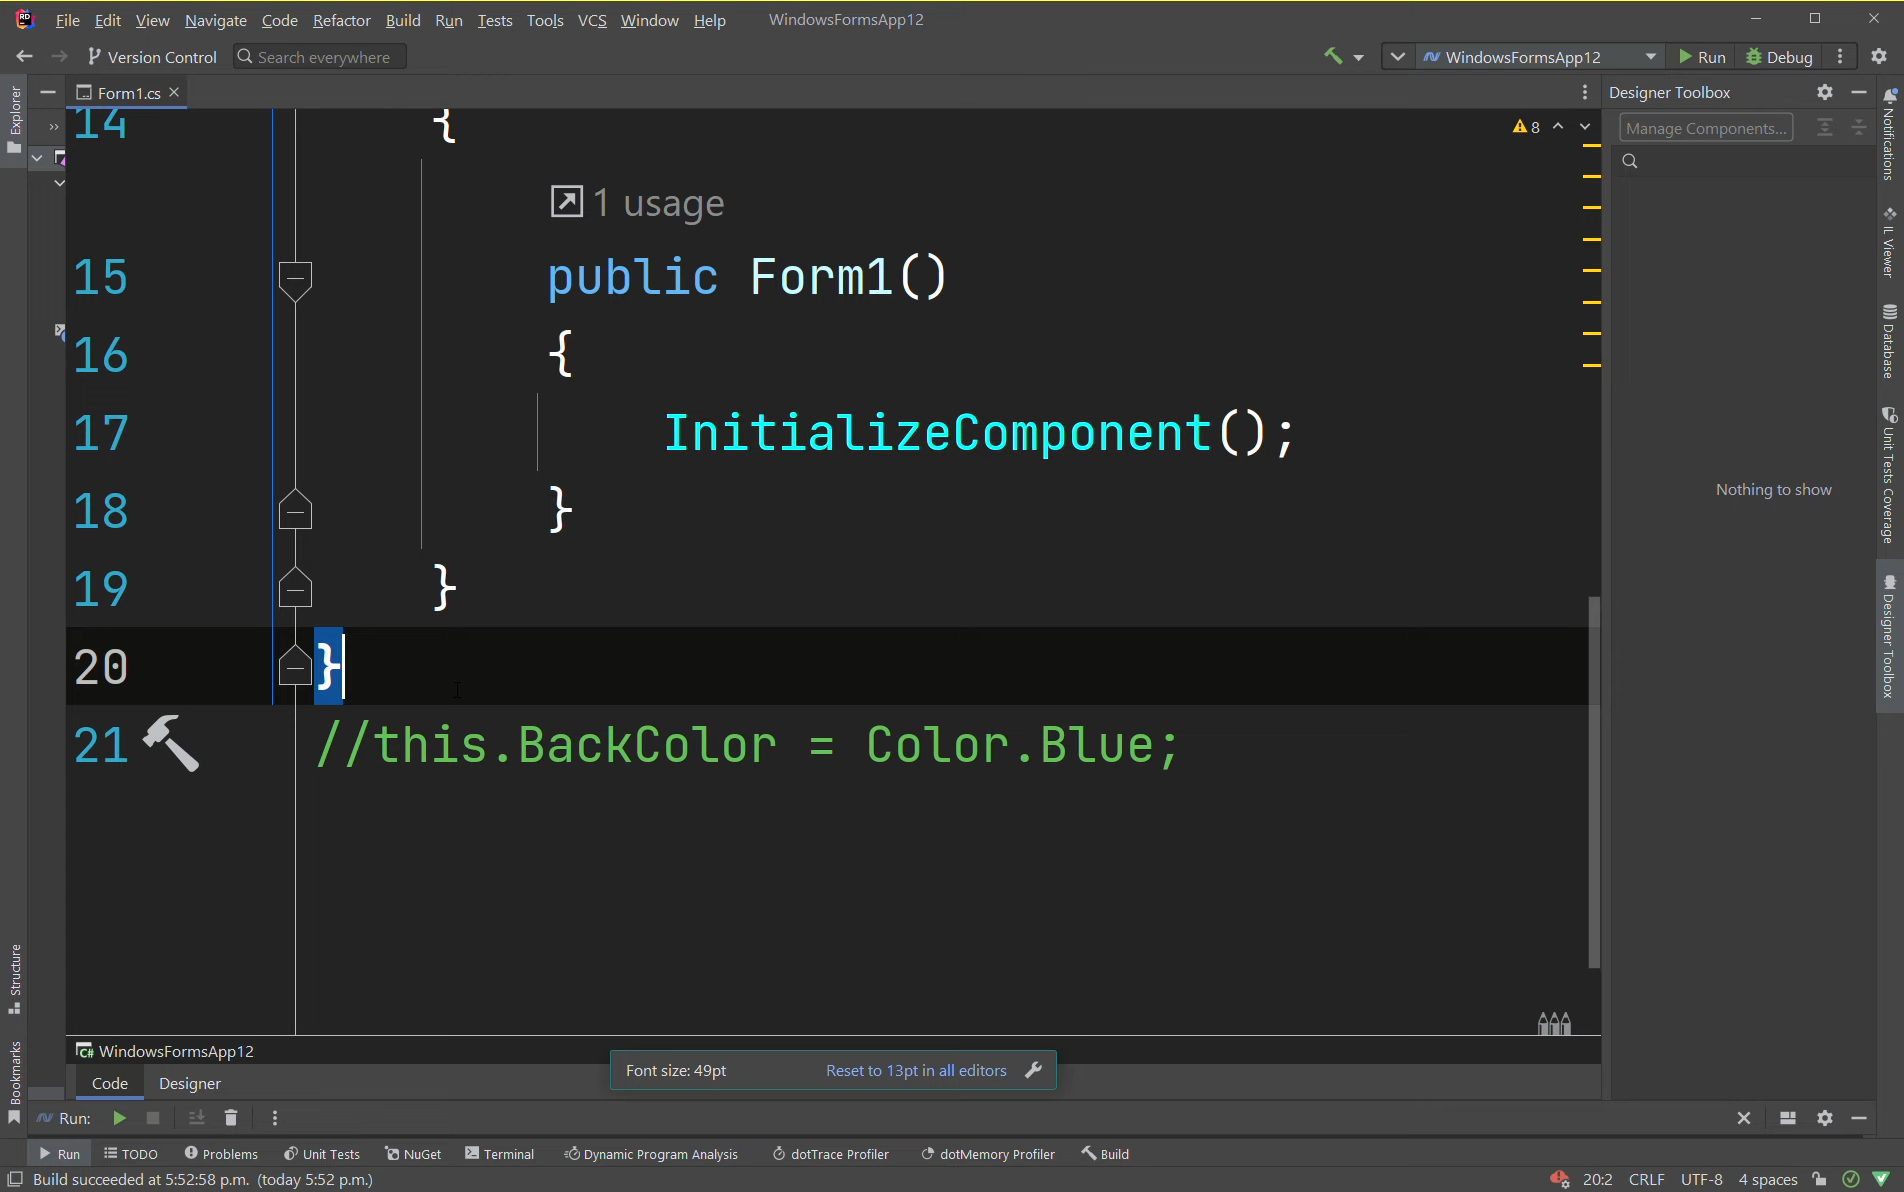 File Edit View Navigate Code Refactor Build Run Tests Tools VCS Window Help WindowsFormsApp12
Version Control Search everywhere WindowsFormsApp12 Run Debug
Explorer
Form1.cs
Designer Toolbox
Manage Components...
Nothing to show
8
14 {
1 usage
15 public Form1()
16 {
17 InitializeComponent();
18 }
19 }
20 }
21 //this.BackColor = Color.Blue;
Notifications
IL Viewer
Database
Unit Tests Coverage
Designer Toolbox
Structure
Bookmarks
C# WindowsFormsApp12
Font size: 49pt Reset to 13pt in all editors
Code Designer
Run:
Run TODO Problems Unit Tests NuGet Terminal Dynamic Program Analysis dotTrace Profiler dotMemory Profiler Build
Build succeeded at 5:52:58 p.m. (today 5:52 p.m.) 20:2 CRLF UTF-8 4 spaces